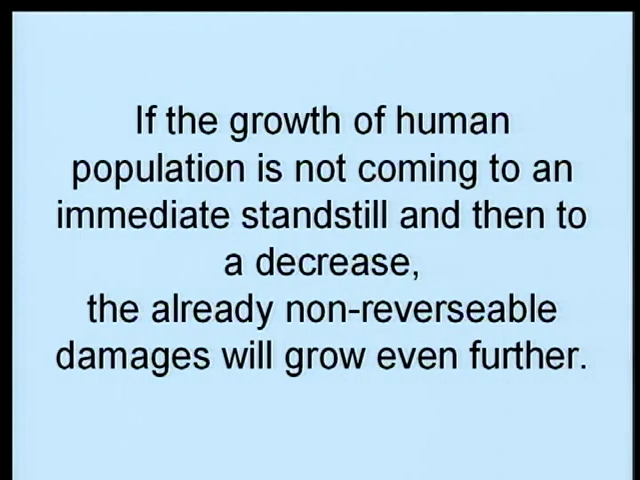 If the growth of human
population is not coming to an
immediate standstill and then to
a decrease,
the already non-reverseable
damages will grow even further.